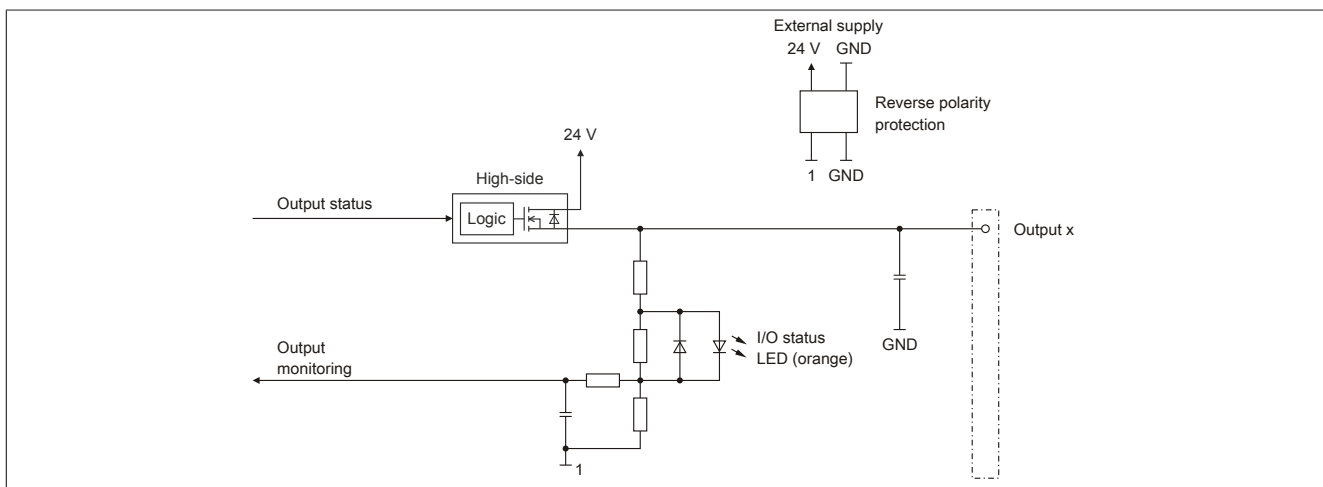 External supply
24 V GND
Reverse polarity
protection
1 GND
24 V
High-side
Output status
Logic
Output x
I/O status
LED (orange)
GND
Output
monitoring
1